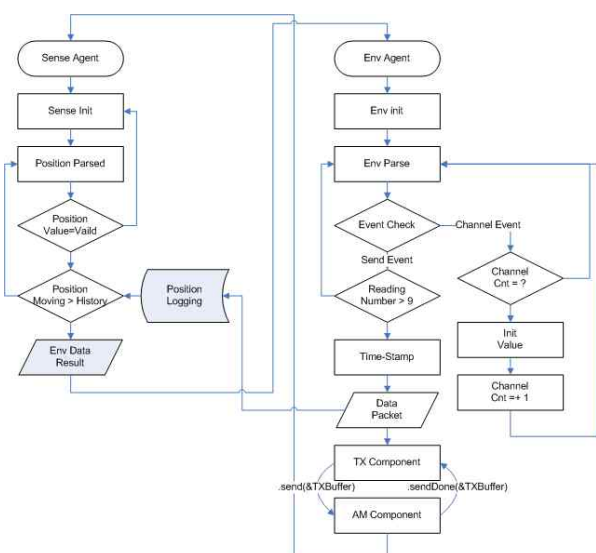 Sense Agent
Sense Init
Position Parsed
Position
Value=Vaild
Position
Moving > History
Position
Logging
Env Data
Result
Env Agent
Env init
Env Parse
Event Check
Channel Event
Send Event
Reading
Number > 9
Channel
Cnt = ?
Init
Value
Channel
Cnt =+ 1
Time-Stamp
Data
Packet
TX Component
.send(&TXBuffer)
.sendDone(&TXBuffer)
AM Component